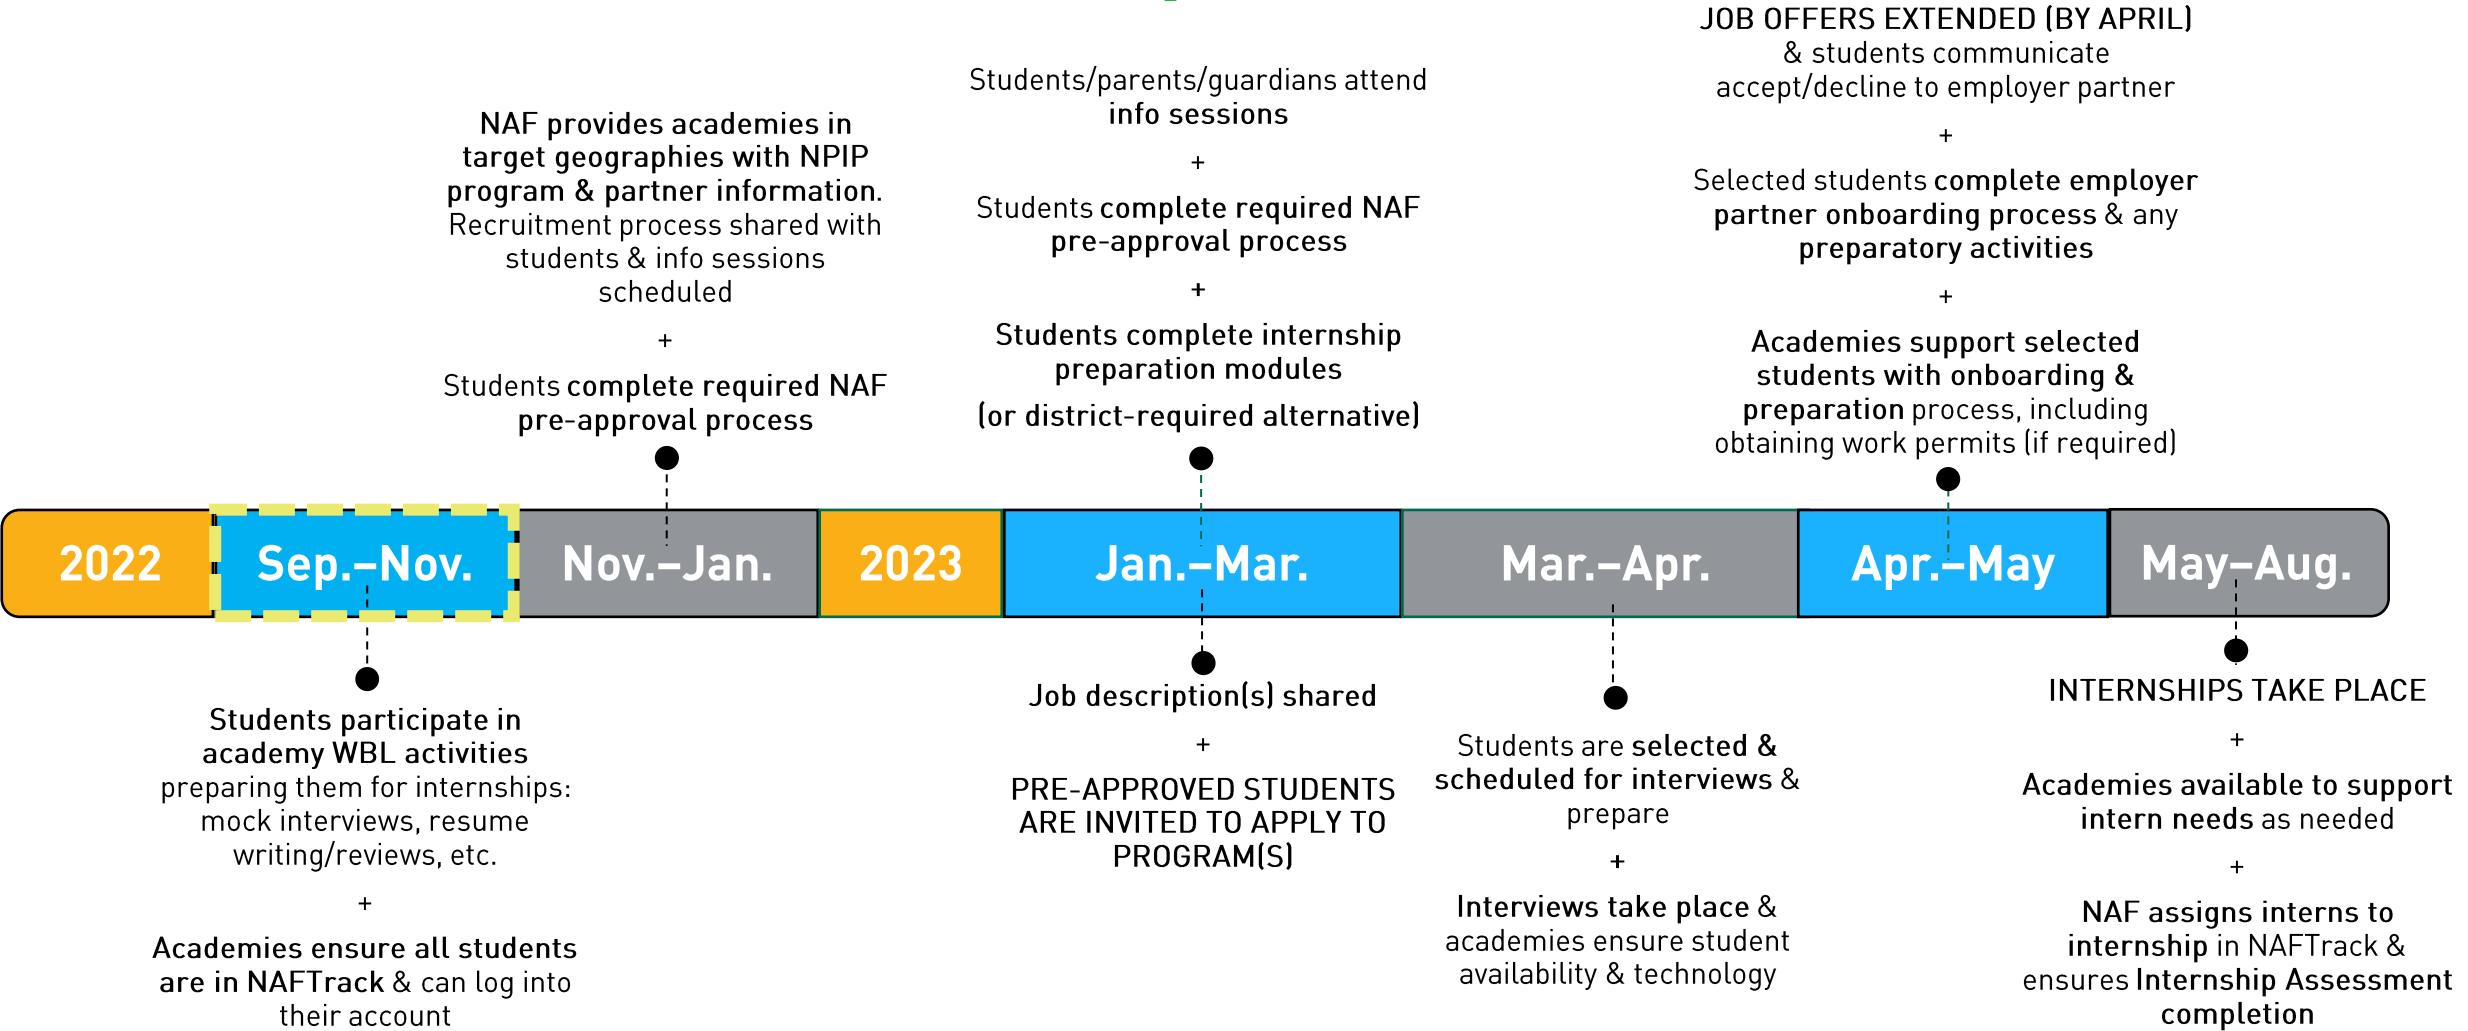 NAF provides academies in
target geographies with NPIP
program & partner information.
Recruitment process shared with
students & info sessions
scheduled
+
Students complete required NAF
pre-approval process
Students/parents/guardians attend
info sessions
+
Students complete required NAF
pre-approval process
+
Students complete internship
preparation modules
(or district-required alternative)
JOB OFFERS EXTENDED (BY APRIL)
& students communicate
accept/decline to employer partner
+
Selected students complete employer
partner onboarding process & any
preparatory activities
+
Academies support selected
students with onboarding &
preparation process, including
obtaining work permits (if required)
2022
Sep.–Nov.
Nov.–Jan.
2023
Jan.–Mar.
Mar.–Apr.
Apr.–May
May–Aug.
Students participate in
academy WBL activities
preparing them for internships:
mock interviews, resume
writing/reviews, etc.
+
Academies ensure all students
are in NAFTrack & can log into
their account
Job description(s) shared
+
PRE-APPROVED STUDENTS
ARE INVITED TO APPLY TO
PROGRAM(S)
Students are selected &
scheduled for interviews &
prepare
+
Interviews take place &
academies ensure student
availability & technology
INTERNSHIPS TAKE PLACE
+
Academies available to support
intern needs as needed
+
NAF assigns interns to
internship in NAFTrack &
ensures Internship Assessment
completion